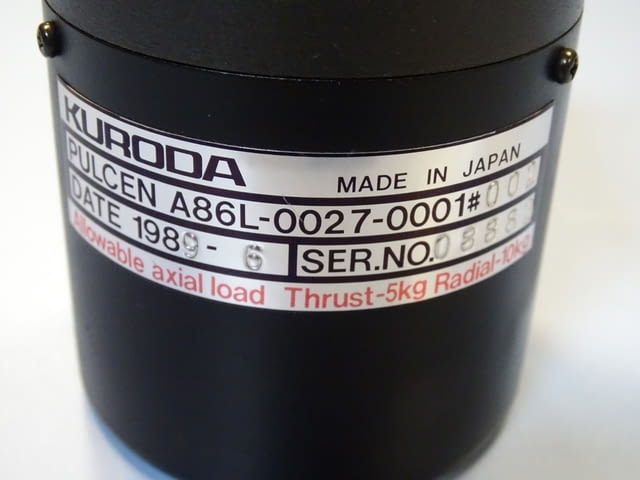 KURODA MADE IN JAPAN
PULCEN A86L-0027-0001#002
DATE 1989-6 SER.NO.0888
Allowable axial load Thrust-5kg Radial-10kg